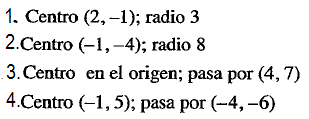 1. Centro (2, −1); radio 3
2.Centro (−1, −4); radio 8
3.Centro en el origen; pasa por (4, 7)
4.Centro (−1, 5); pasa por (−4, −6)